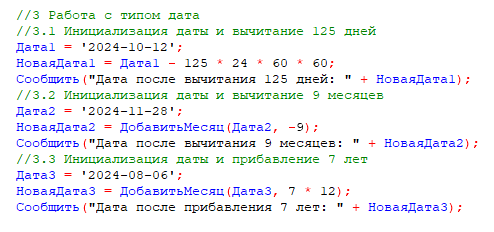 //3 Работа с типом дата
//3.1 Инициализация даты и вычитание 125 дней
Дата1 = '2024-10-12';
НоваяДата1 = Дата1 - 125 * 24 * 60 * 60;
Сообщить("Дата после вычитания 125 дней: " + НоваяДата1);
//3.2 Инициализация даты и вычитание 9 месяцев
Дата2 = '2024-11-28';
НоваяДата2 = ДобавитьМесяц(Дата2, -9);
Сообщить("Дата после вычитания 9 месяцев: " + НоваяДата2);
//3.3 Инициализация даты и прибавление 7 лет
Дата3 = '2024-08-06';
НоваяДата3 = ДобавитьМесяц(Дата3, 7 * 12);
Сообщить("Дата после прибавления 7 лет: " + НоваяДата3);